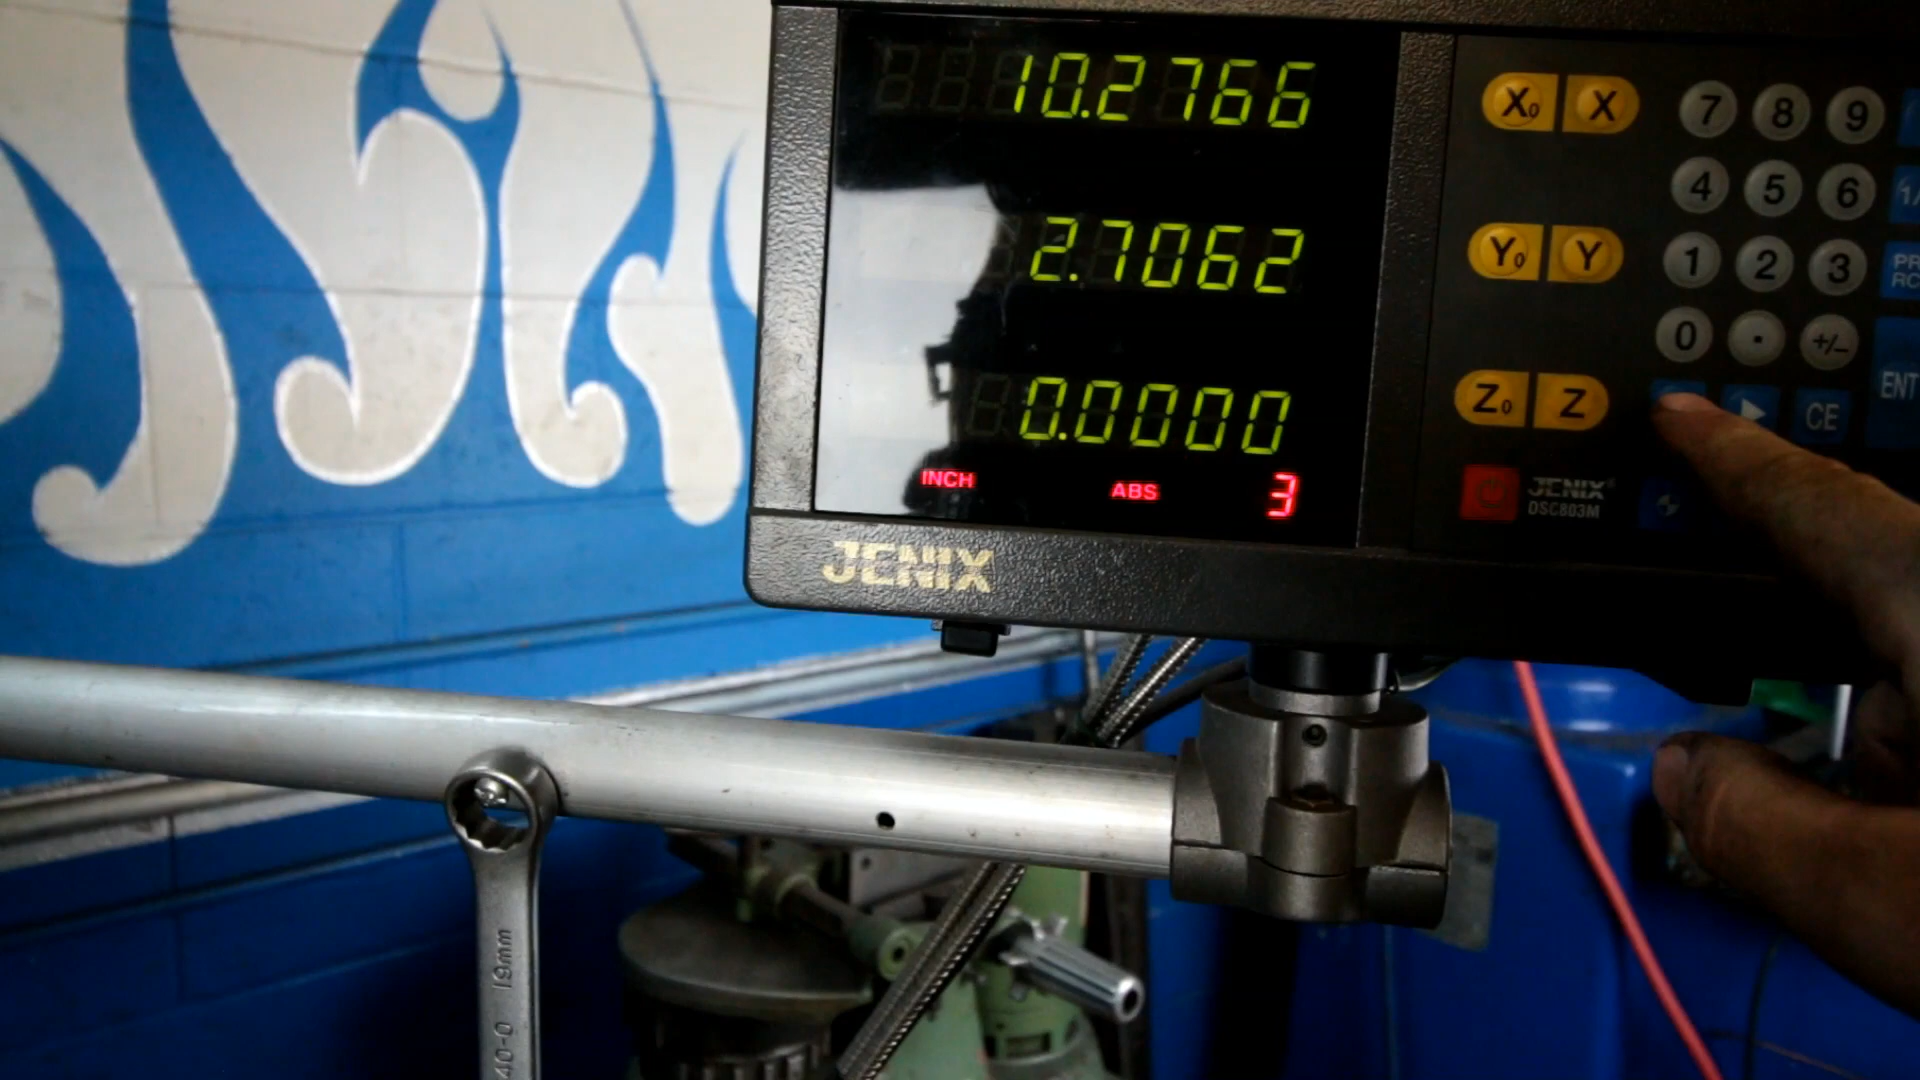 10.2766
2.7062
0.0000
INCH ABS 3
JENIX
X₀ X 7 8 9
4 5 6
Y₀ Y 1 2 3
0 · +/–
Z₀ Z CE
ENT
JENIX®
DSC803M
19mm